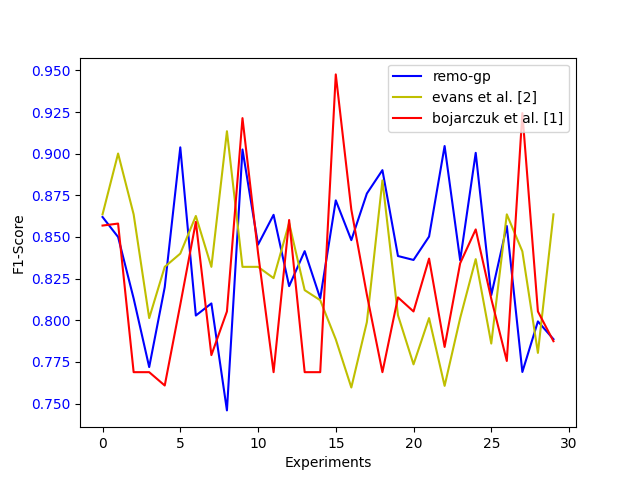 0.950
0.925
0.900
0.875
0.850
0.825
0.800
0.775
0.750
F1-Score
remo-gp
evans et al. [2]
bojarczuk et al. [1]
0 5 10 15 20 25 30
Experiments